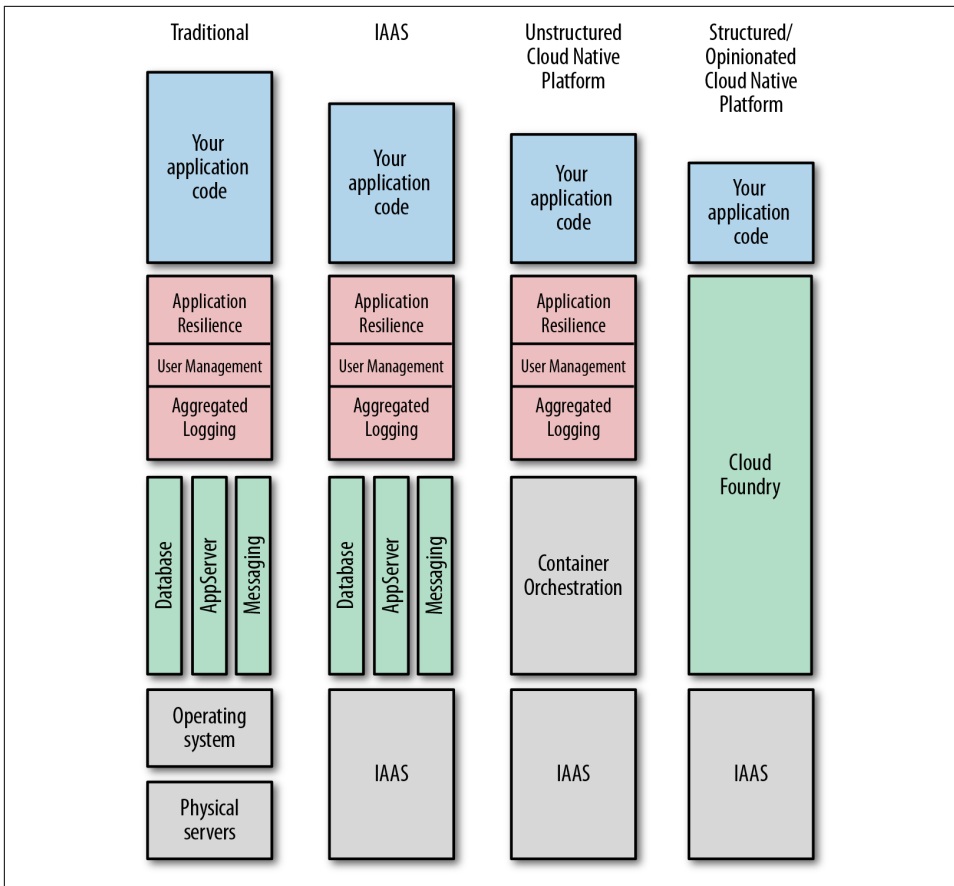 Traditional
IAAS
Unstructured
Cloud Native
Platform
Structured/
Opinionated
Cloud Native
Platform
Your
application
code
Your
application
code
Your
application
code
Your
application
code
Application
Resilience
User Management
Aggregated
Logging
Application
Resilience
User Management
Aggregated
Logging
Application
Resilience
User Management
Aggregated
Logging
Cloud
Foundry
Database
AppServer
Messaging
Database
AppServer
Messaging
Container
Orchestration
Operating
system
Physical
servers
IAAS
IAAS
IAAS